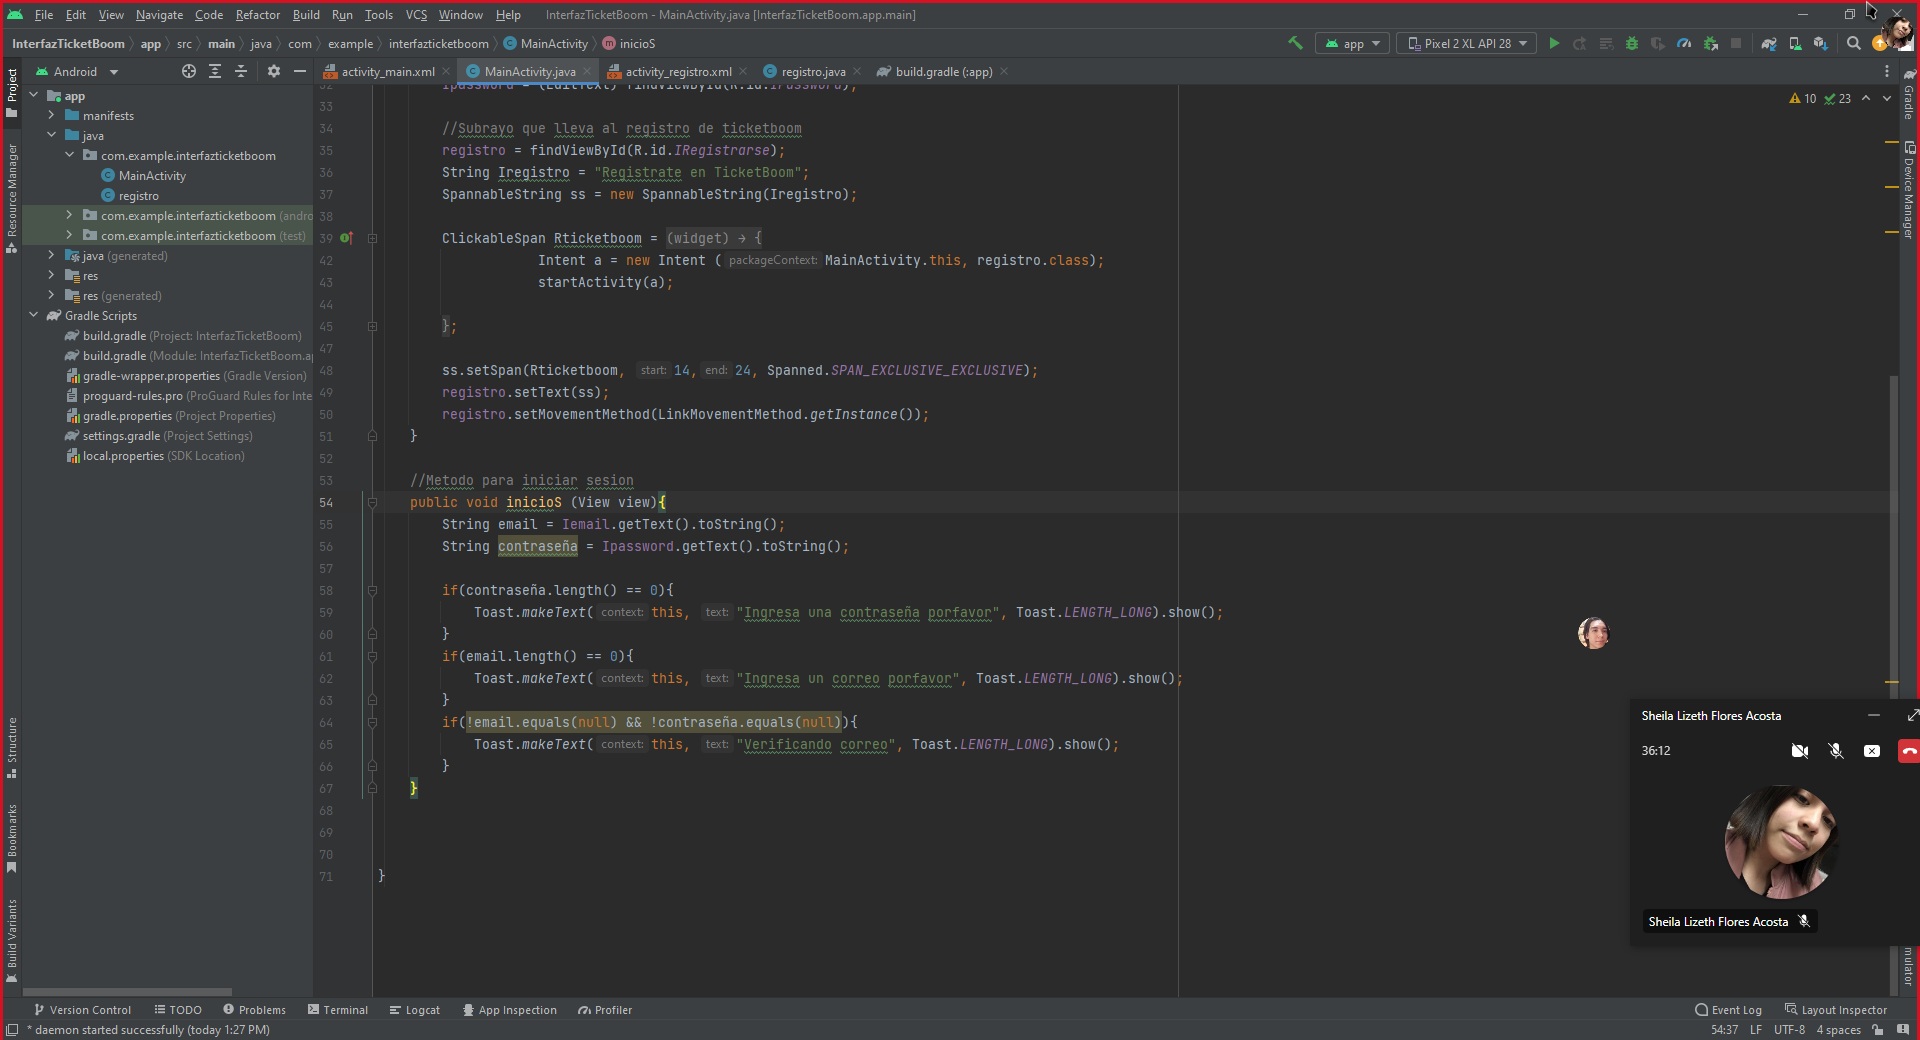 File Edit View Navigate Code Refactor Build Run Tools VCS Window Help InterfazTicketBoom - MainActivity.java [InterfazTicketBoom.app.main]
InterfazTicketBoom app src main java com example interfazticketboom MainActivity inicioS app Pixel 2 XL API 28
Project
Android
activity_main.xml MainActivity.java activity_registro.xml registro.java build.gradle (:app)
app
manifests
java
com.example.interfazticketboom
MainActivity
registro
com.example.interfazticketboom (andro
com.example.interfazticketboom (test)
java (generated)
res
res (generated)
Gradle Scripts
build.gradle (Project: InterfazTicketBoom)
build.gradle (Module: InterfazTicketBoom.a
gradle-wrapper.properties (Gradle Version)
proguard-rules.pro (ProGuard Rules for Inte
gradle.properties (Project Properties)
settings.gradle (Project Settings)
local.properties (SDK Location)
Resource Manager
Structure
Bookmarks
Build Variants
10 23
32 Ipassword = (EditText) findViewById(R.id.IPassword);
33
34 //Subrayo que lleva al registro de ticketboom
35 registro = findViewById(R.id.IRegistrarse);
36 String Iregistro = "Registrate en TicketBoom";
37 SpannableString ss = new SpannableString(Iregistro);
38
39 ClickableSpan Rticketboom = (widget) → {
42 Intent a = new Intent ( packageContext: MainActivity.this, registro.class);
43 startActivity(a);
44
45 };
47
48 ss.setSpan(Rticketboom, start: 14, end: 24, Spanned.SPAN_EXCLUSIVE_EXCLUSIVE);
49 registro.setText(ss);
50 registro.setMovementMethod(LinkMovementMethod.getInstance());
51 }
52
53 //Metodo para iniciar sesion
54 public void inicioS (View view){
55 String email = Iemail.getText().toString();
56 String contraseña = Ipassword.getText().toString();
57
58 if(contraseña.length() == 0){
59 Toast.makeText( context: this, text: "Ingresa una contraseña porfavor", Toast.LENGTH_LONG).show();
60 }
61 if(email.length() == 0){
62 Toast.makeText( context: this, text: "Ingresa un correo porfavor", Toast.LENGTH_LONG).show();
63 }
64 if(!email.equals(null) && !contraseña.equals(null)){
65 Toast.makeText( context: this, text: "Verificando correo", Toast.LENGTH_LONG).show();
66 }
67 }
68
69
70
71 }
Gradle
Device Manager
mulator
Sheila Lizeth Flores Acosta
36:12
Sheila Lizeth Flores Acosta
Version Control TODO Problems Terminal Logcat App Inspection Profiler Event Log Layout Inspector
* daemon started successfully (today 1:27 PM) 54:37 LF UTF-8 4 spaces